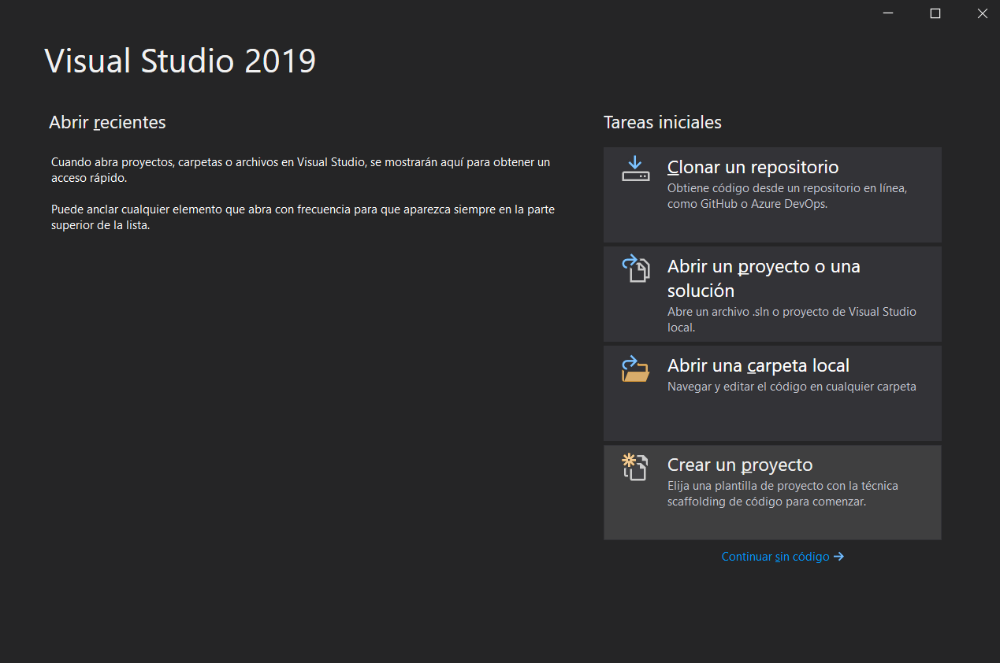 Visual Studio 2019
Abrir recientes
Cuando abra proyectos, carpetas o archivos en Visual Studio, se mostrarán aquí para obtener un
acceso rápido.
Puede anclar cualquier elemento que abra con frecuencia para que aparezca siempre en la parte
superior de la lista.
Tareas iniciales
Clonar un repositorio
Obtiene código desde un repositorio en línea,
como GitHub o Azure DevOps.
Abrir un proyecto o una
solución
Abre un archivo .sln o proyecto de Visual Studio
local.
Abrir una carpeta local
Navegar y editar el código en cualquier carpeta
Crear un proyecto
Elija una plantilla de proyecto con la técnica
scaffolding de código para comenzar.
Continuar sin código →